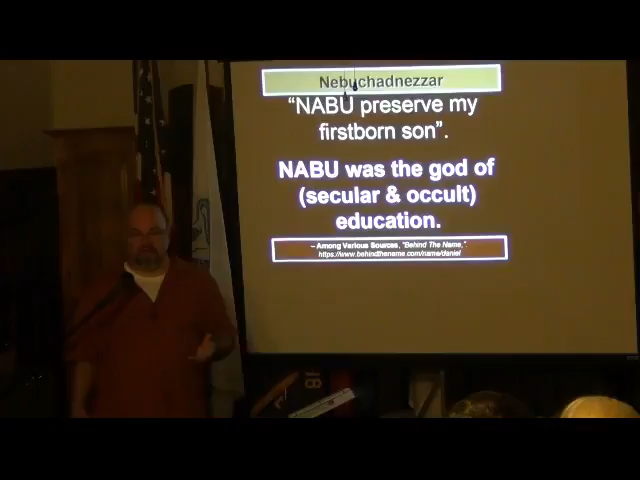 Nebuchadnezzar
“NABU preserve my
firstborn son”.
NABU was the god of
(secular & occult)
education.
– Among Various Sources, “Behind The Name,”
https://www.behindthename.com/name/daniel